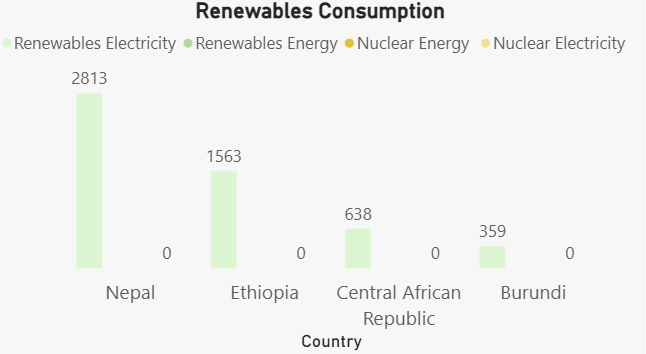 Renewables Consumption
Renewables Electricity Renewables Energy Nuclear Energy Nuclear Electricity
2813
1563
638
359
0 0 0 0
Nepal Ethiopia Central African Republic Burundi
Country